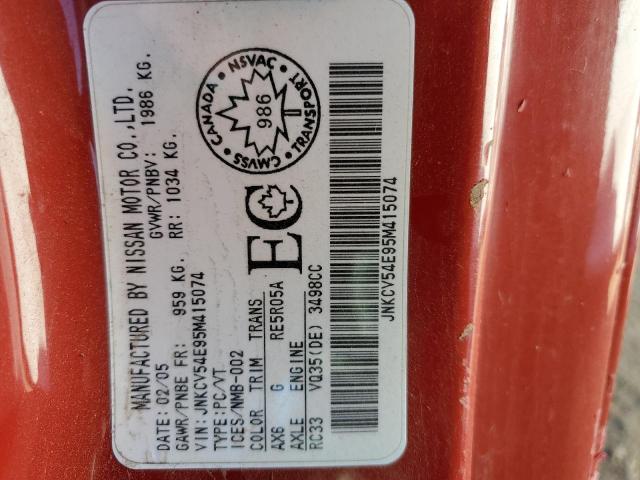 MANUFACTURED BY NISSAN MOTOR CO.,LTD.
DATE: 02/05 GVWR/PNBV: 1986 KG.
GAWR/PNBE FR: 959 KG. RR: 1034 KG.
VIN: JNKCV54E95M415074
TYPE:PC/VT
ICES/NMB-002
COLOR TRIM TRANS
AX6 G RE5R05A
AXLE ENGINE
RC33 VQ35(DE) 3498CC
EC
CANADA • NSVAC • TRANSPORT • CMVSS •
986
JNKCV54E95M415074